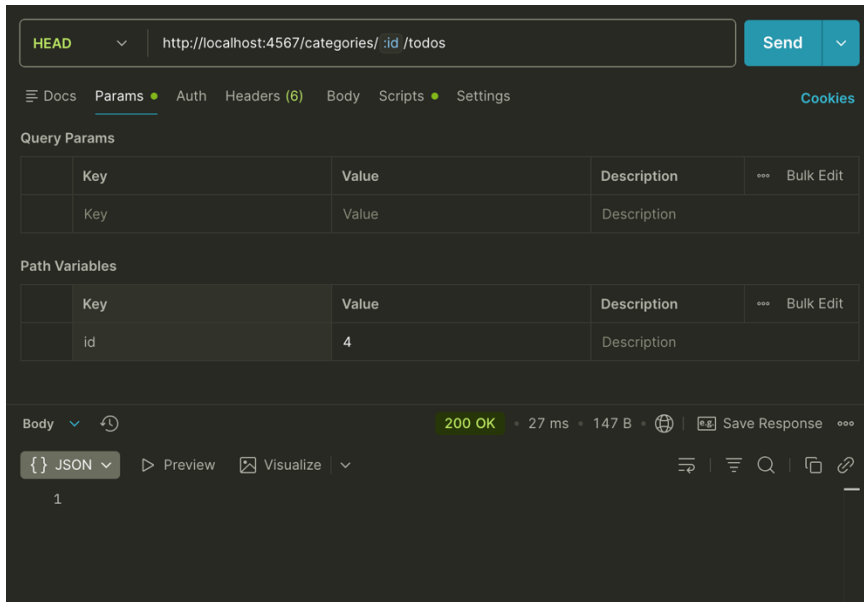 HEAD http://localhost:4567/categories/ :id /todos Send
Docs Params Auth Headers (6) Body Scripts Settings Cookies
Query Params
Key Value Description Bulk Edit
Key Value Description
Path Variables
Key Value Description Bulk Edit
id 4 Description
Body 200 OK 27 ms 147 B e.g. Save Response
{} JSON Preview Visualize
1